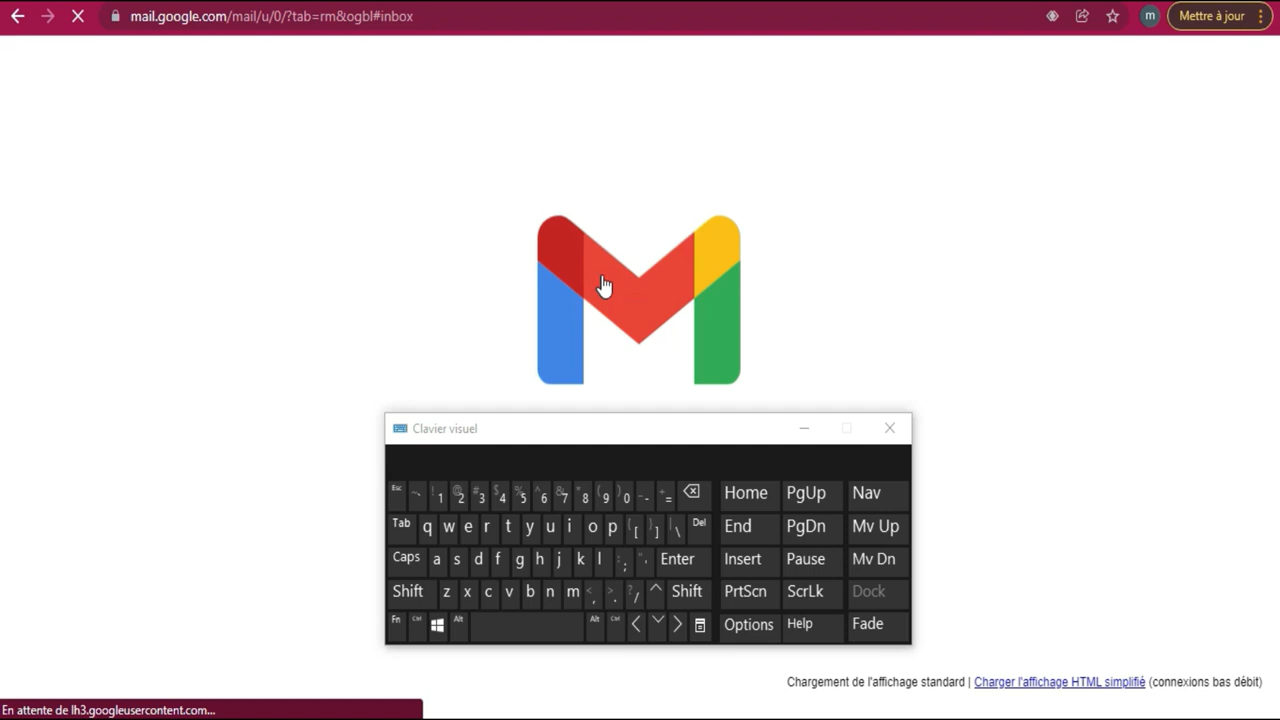 mail.google.com/mail/u/0/?tab=rm&ogbl#inbox
m
Mettre à jour
Clavier visuel
Esc ~ ` ! 1 @ 2 # 3 $ 4 % 5 ^ 6 & 7 * 8 ( 9 ) 0 _ - + = Home PgUp Nav
Tab q w e r t y u i o p { [ } ] | \ Del End PgDn Mv Up
Caps a s d f g h j k l : ; " ' Enter Insert Pause Mv Dn
Shift z x c v b n m < , > . ? / ^ Shift PrtScn ScrLk Dock
Fn Ctrl Alt Alt Ctrl Options Help Fade
Chargement de l'affichage standard | Charger l'affichage HTML simplifié (connexions bas débit)
En attente de lh3.googleusercontent.com...